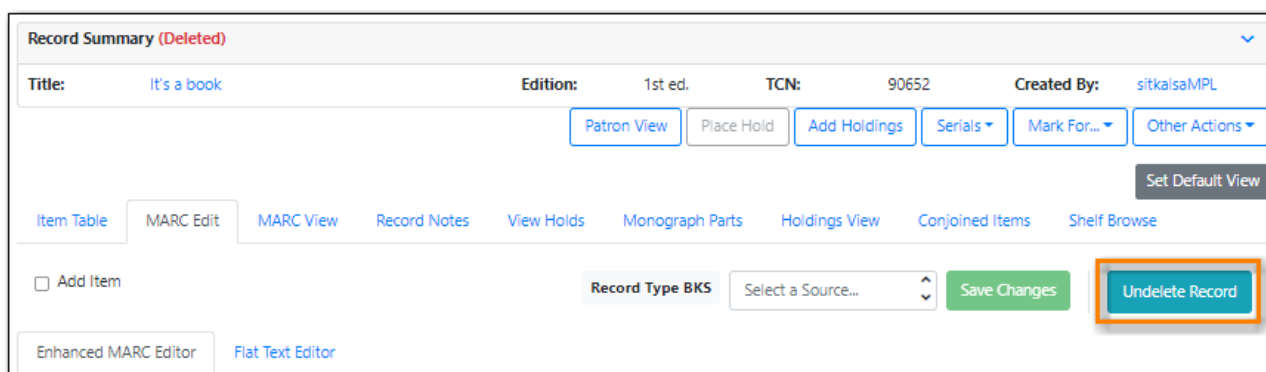 Record Summary (Deleted)
Title: It's a book Edition: 1st ed. TCN: 90652 Created By: sitkalsaMPL
Patron View Place Hold Add Holdings Serials Mark For... Other Actions
Set Default View
Item Table MARC Edit MARC View Record Notes View Holds Monograph Parts Holdings View Conjoined Items Shelf Browse
Add Item Record Type BKS Select a Source... Save Changes Undelete Record
Enhanced MARC Editor Flat Text Editor